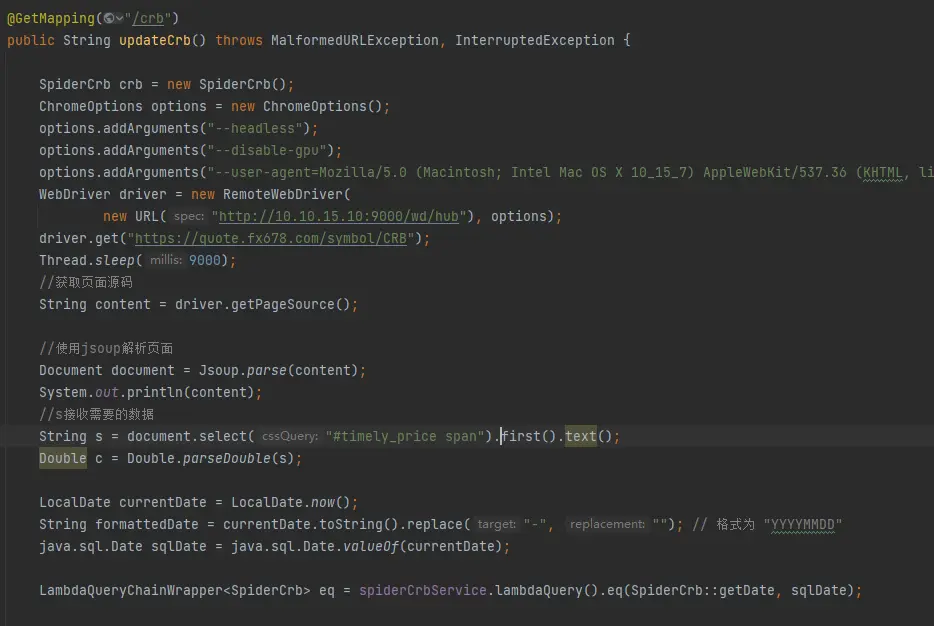 @GetMapping("/crb")
public String updateCrb() throws MalformedURLException, InterruptedException {
SpiderCrb crb = new SpiderCrb();
ChromeOptions options = new ChromeOptions();
options.addArguments("--headless");
options.addArguments("--disable-gpu");
options.addArguments("--user-agent=Mozilla/5.0 (Macintosh; Intel Mac OS X 10_15_7) AppleWebKit/537.36 (KHTML, li
WebDriver driver = new RemoteWebDriver(
new URL( spec: "http://10.10.15.10:9000/wd/hub"), options);
driver.get("https://quote.fx678.com/symbol/CRB");
Thread.sleep( millis: 9000);
//获取页面源码
String content = driver.getPageSource();
//使用jsoup解析页面
Document document = Jsoup.parse(content);
System.out.println(content);
//s接收需要的数据
String s = document.select( cssQuery: "#timely_price span").first().text();
Double c = Double.parseDouble(s);
LocalDate currentDate = LocalDate.now();
String formattedDate = currentDate.toString().replace( target: "-", replacement: ""); // 格式为 "YYYYMMDD"
java.sql.Date sqlDate = java.sql.Date.valueOf(currentDate);
LambdaQueryChainWrapper<SpiderCrb> eq = spiderCrbService.lambdaQuery().eq(SpiderCrb::getDate, sqlDate);